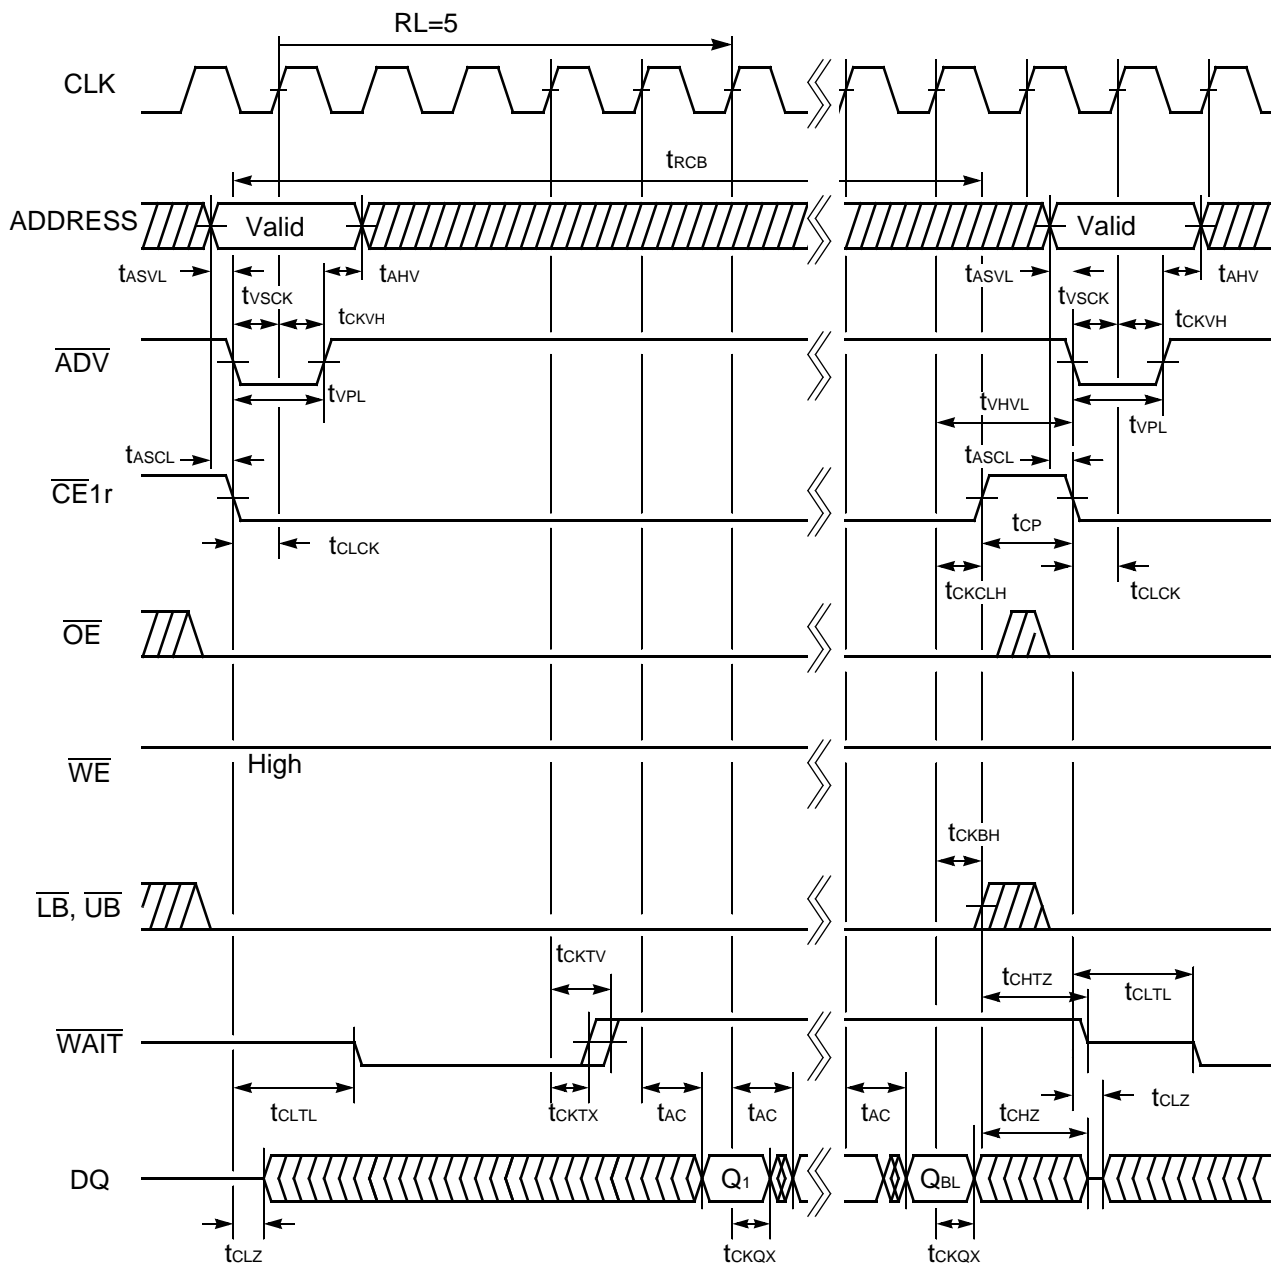 RL=5
CLK
tRCB
ADDRESS Valid Valid
tASVL tAHV tASVL tAHV
tVSCK tVSCK
tCKVH tCKVH
ADV
tVPL tVHVL tVPL
tASCL tASCL
CE1r
tCLCK tCP
tCKCLH tCLCK
OE
WE High
tCKBH
LB, UB
tCKTV tCHTZ tCLTL
WAIT
tCLTL tCKTX tAC tAC tAC tCHZ tCLZ
DQ Q1 QBL
tCLZ tCKQX tCKQX